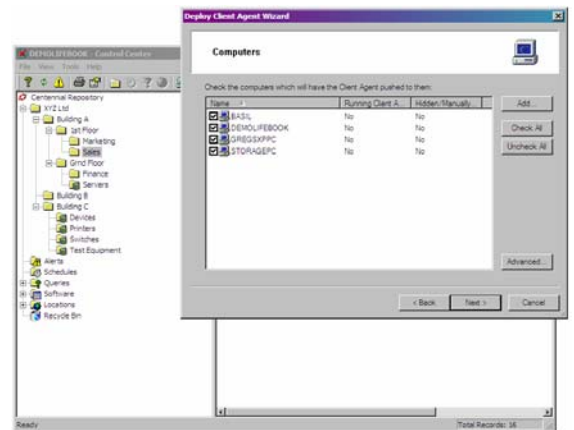 Deploy Client Agent Wizard
Computers
Check the computers which will have the Client Agent pushed to them:
Name
Running Client A...
Hidden/Manually...
BASIL
No
No
DEMOLIFEBOOK
No
No
GREGSXPPC
No
No
STORAGEPC
No
No
Add...
Check All
Uncheck All
Advanced...
< Back
Next >
Cancel
DEMOLIFEBOOK - Control Center
File View Tools Help
Centennial Repository
XYZ Ltd
Building A
1st Floor
Marketing
Sales
Grnd Floor
Finance
Servers
Building B
Building C
Devices
Printers
Switches
Test Equipment
Alerts
Schedules
Queries
Software
Locations
Recycle Bin
Ready
Total Records: 16